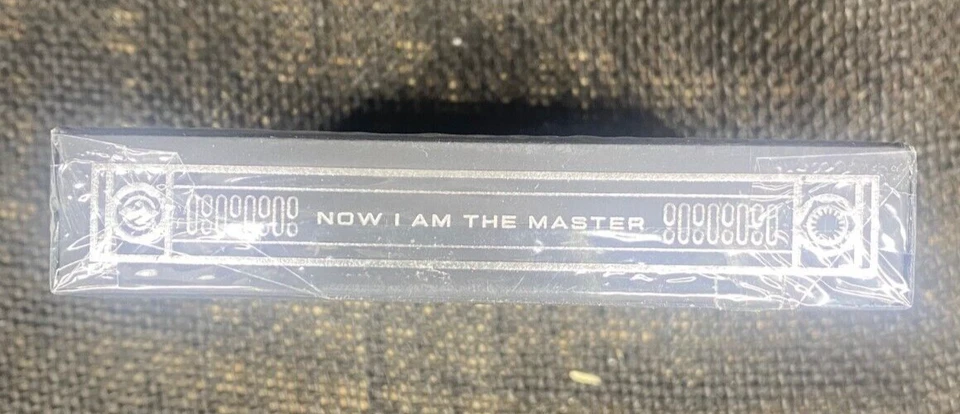 NOW I AM THE MASTER